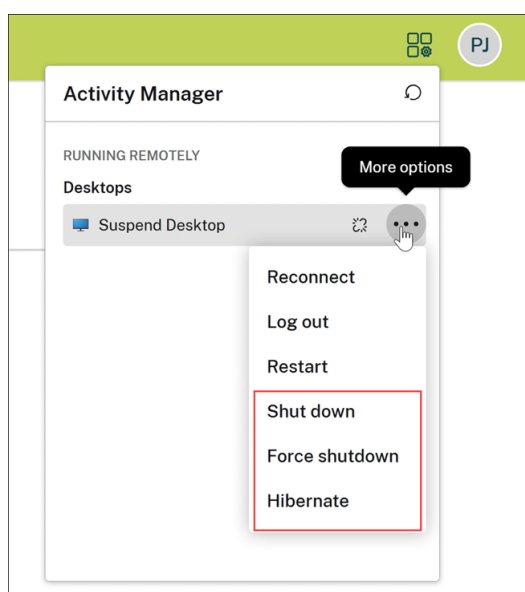 PJ
Activity Manager
RUNNING REMOTELY
More options
Desktops
Suspend Desktop
Reconnect
Log out
Restart
Shut down
Force shutdown
Hibernate